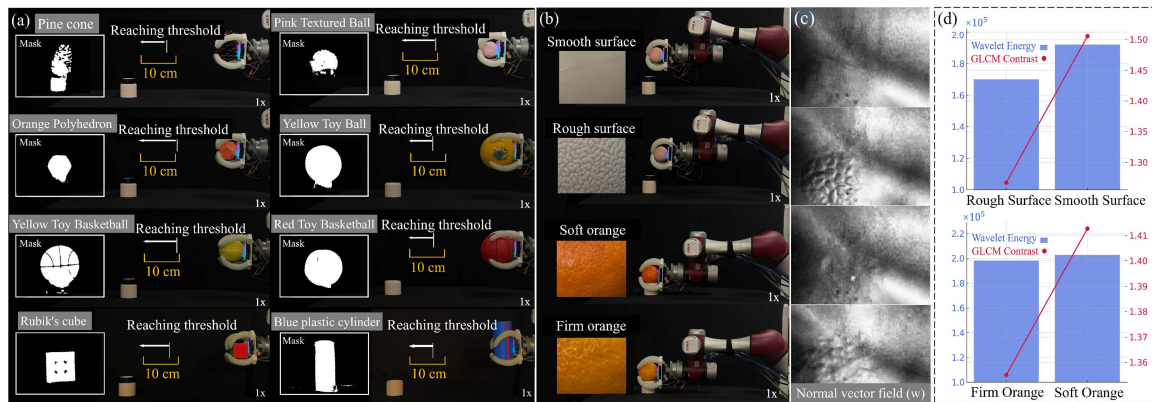 (a)
Pine cone
Mask
Reaching threshold
10 cm
1x
Pink Textured Ball
Mask
Reaching threshold
10 cm
1x
Orange Polyhedron
Mask
Reaching threshold
10 cm
1x
Yellow Toy Ball
Mask
Reaching threshold
10 cm
1x
Yellow Toy Basketball
Mask
Reaching threshold
10 cm
1x
Red Toy Basketball
Mask
Reaching threshold
10 cm
1x
Rubik's cube
Mask
Reaching threshold
10 cm
1x
Blue plastic cylinder
Mask
Reaching threshold
10 cm
1x
(b)
Smooth surface
1x
Rough surface
1x
Soft orange
1x
Firm orange
1x
(c)
Normal vector field (w)
(d)
×10⁵
2.0
1.8
1.6
1.4
1.2
1.0
Wavelet Energy
GLCM Contrast
1.50
1.45
1.40
1.35
1.30
Rough Surface Smooth Surface
×10⁵
2.2
2.0
1.8
1.6
1.4
1.2
1.0
Wavelet Energy
GLCM Contrast
1.41
1.40
1.39
1.38
1.37
1.36
Firm Orange Soft Orange